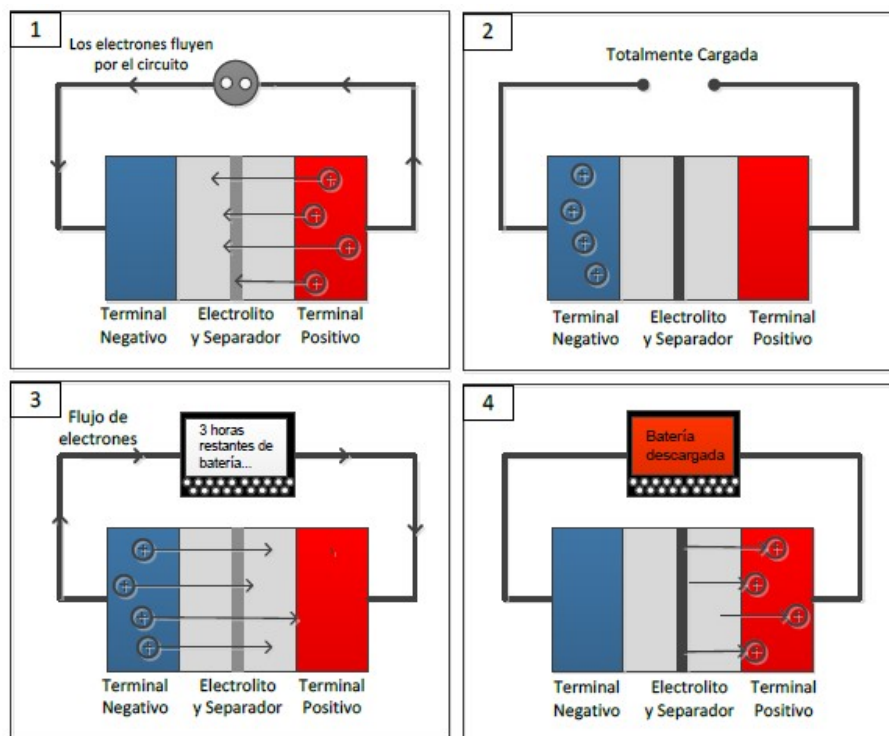 1
Los electrones fluyen
por el circuito
Terminal
Negativo
Electrolito
y Separador
Terminal
Positivo
2
Totalmente Cargada
Terminal
Negativo
Electrolito
y Separador
Terminal
Positivo
3
Flujo de
electrones
3 horas
restantes de
batería...
Terminal
Negativo
Electrolito
y Separador
Terminal
Positivo
4
Batería
descargada
Terminal
Negativo
Electrolito
y Separador
Terminal
Positivo